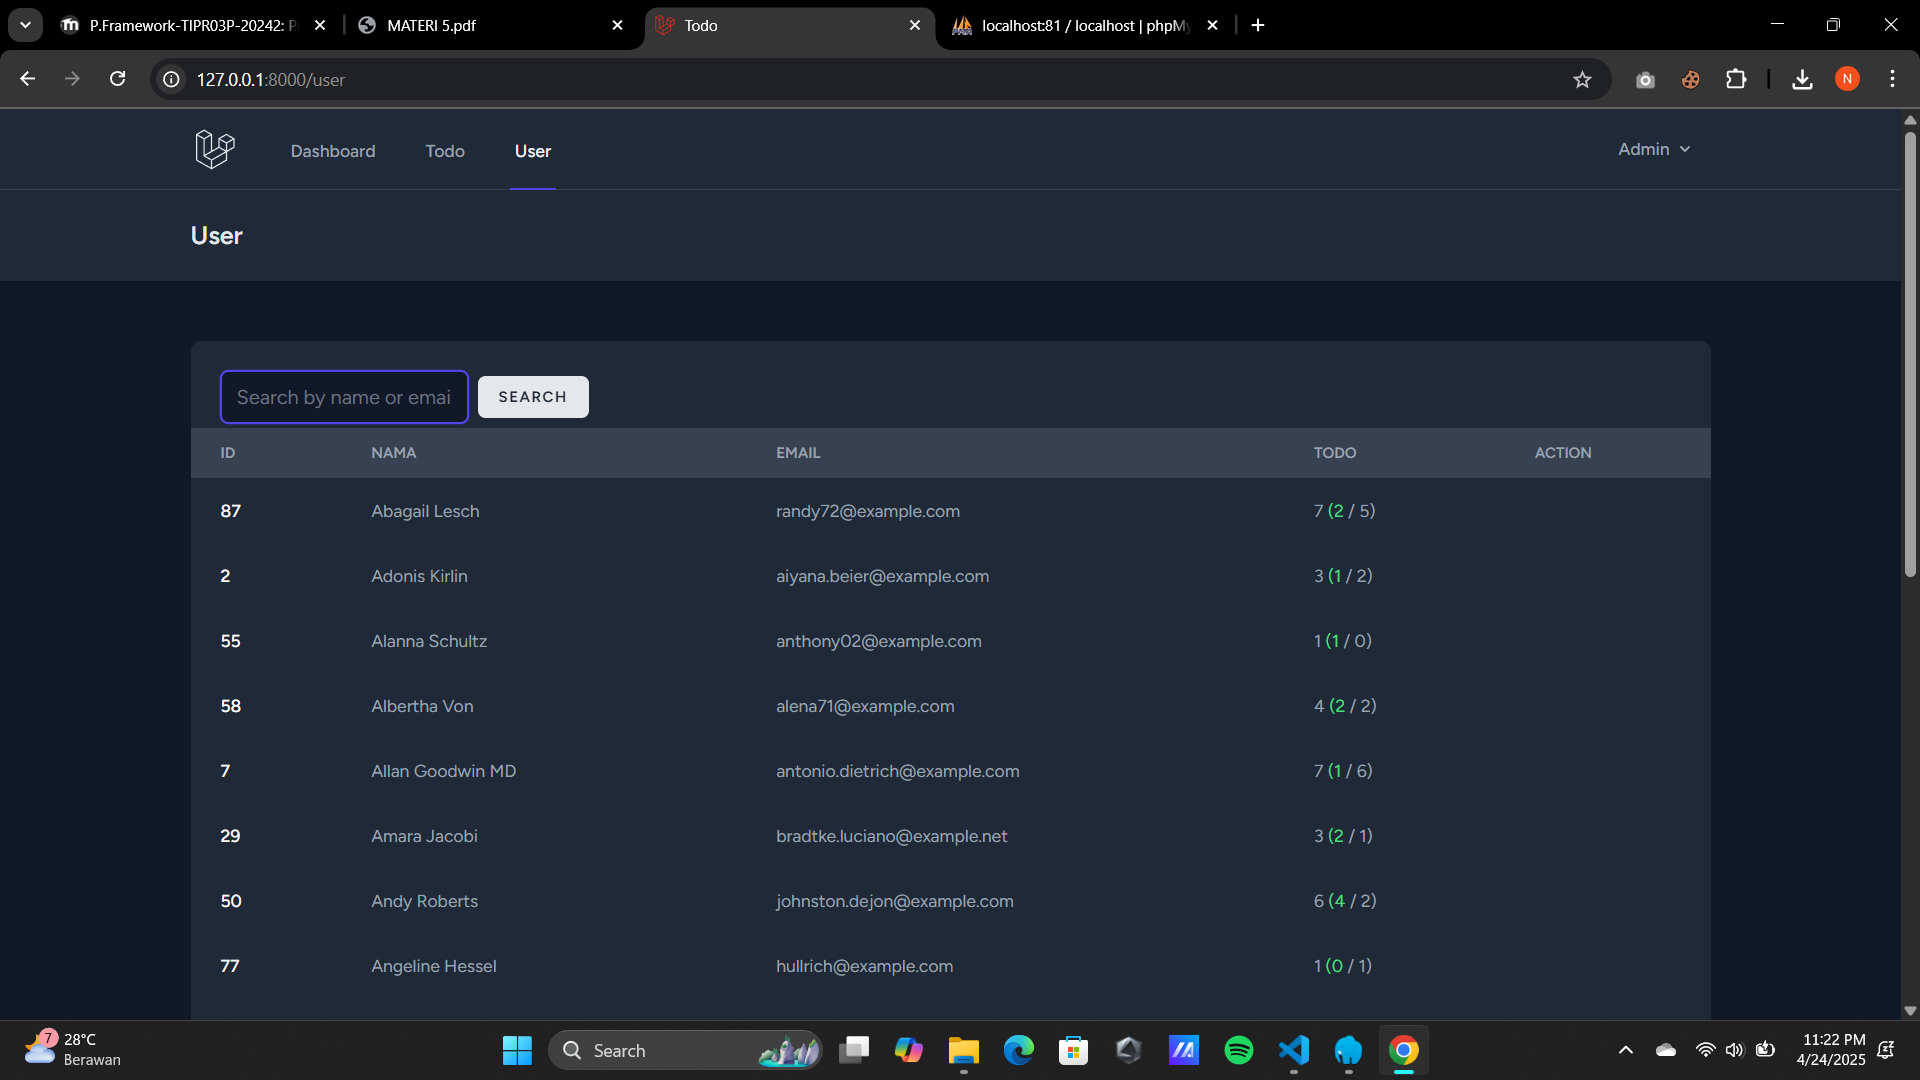 P.Framework-TIPR03P-20242:
MATERI 5.pdf
Todo
localhost:81 / localhost | phpMy
127.0.0.1:8000/user
N
Dashboard
Todo
User
Admin
User
Search by name or emai
SEARCH
ID NAMA EMAIL TODO ACTION
87 Abagail Lesch randy72@example.com 7 (2 / 5)
2 Adonis Kirlin aiyana.beier@example.com 3 (1 / 2)
55 Alanna Schultz anthony02@example.com 1 (1 / 0)
58 Albertha Von alena71@example.com 4 (2 / 2)
7 Allan Goodwin MD antonio.dietrich@example.com 7 (1 / 6)
29 Amara Jacobi bradtke.luciano@example.net 3 (2 / 1)
50 Andy Roberts johnston.dejon@example.com 6 (4 / 2)
77 Angeline Hessel hullrich@example.com 1 (0 / 1)
7
28°C
Berawan
Search
11:22 PM
4/24/2025